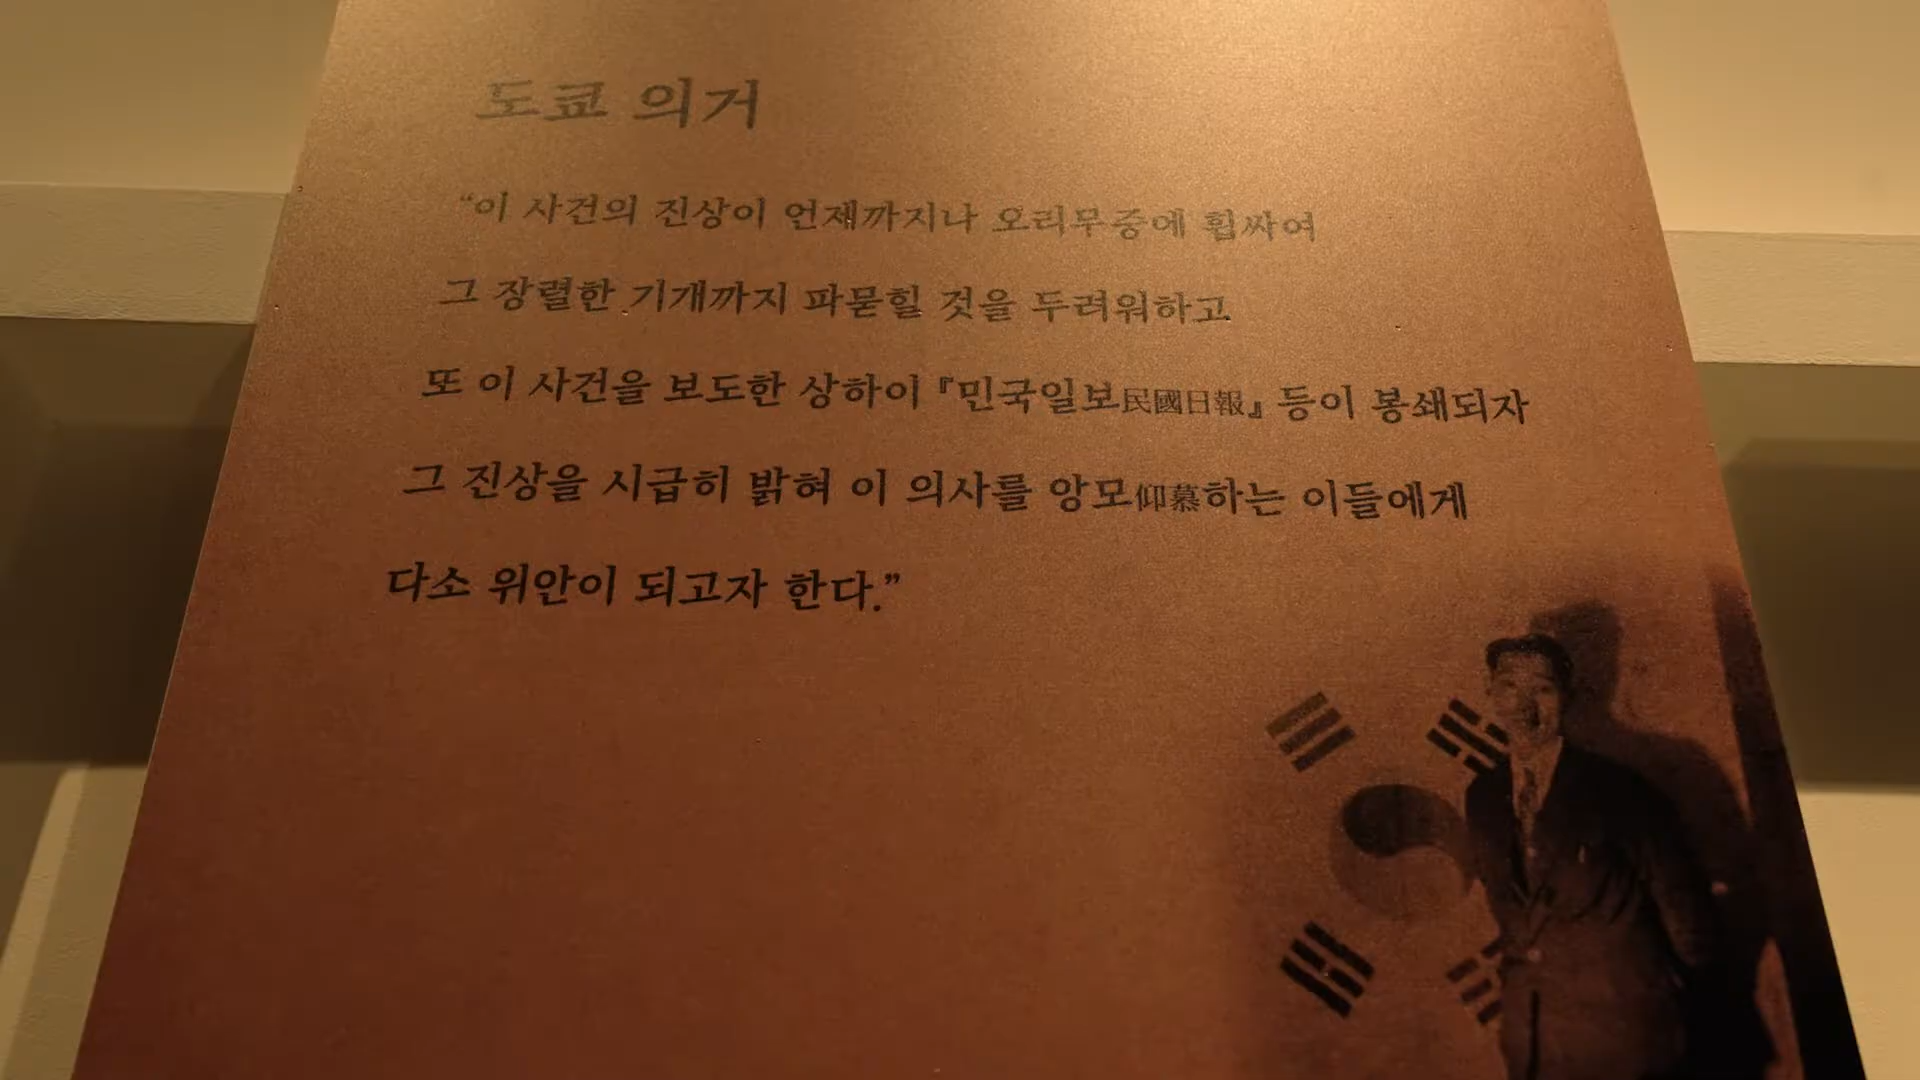 도쿄 의거
“이 사건의 진상이 언제까지나 오리무중에 휩싸여
그 장렬한 기개까지 파묻힐 것을 두려워하고
또 이 사건을 보도한 상하이 『민국일보民國日報』 등이 봉쇄되자
그 진상을 시급히 밝혀 이 의사를 앙모仰慕하는 이들에게
다소 위안이 되고자 한다.”